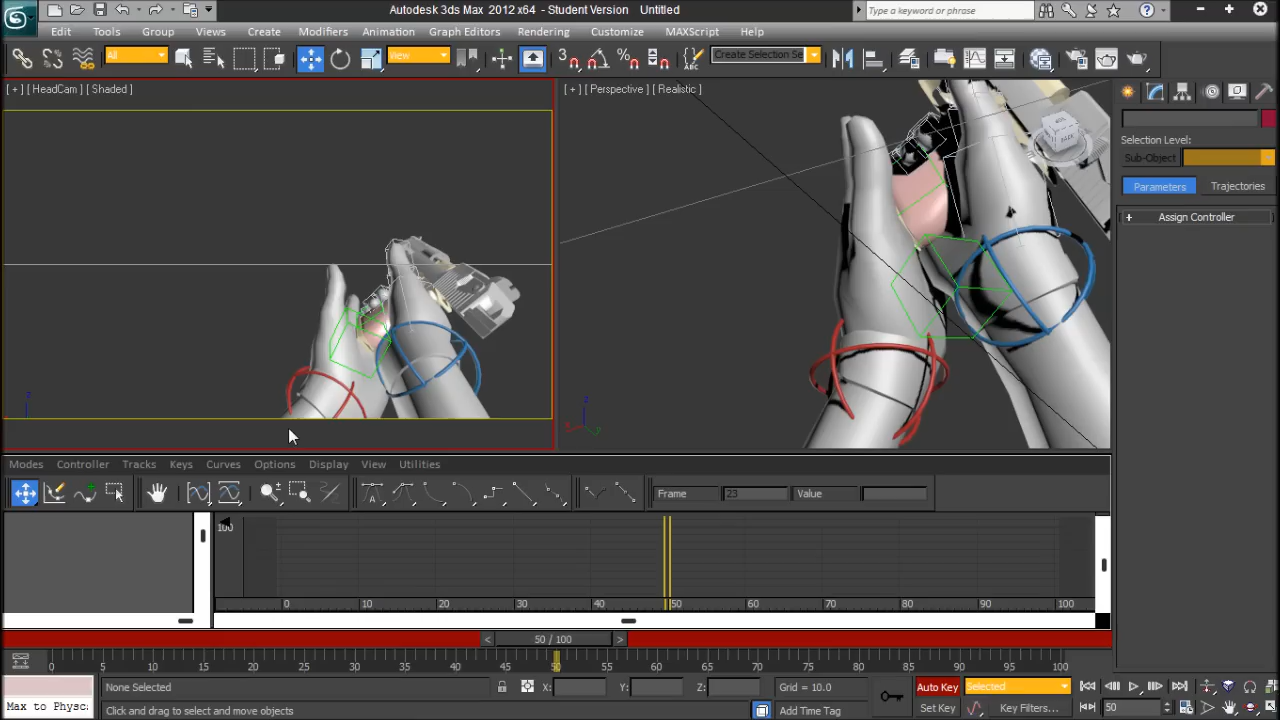 Autodesk 3ds Max 2012 x64 - Student Version Untitled
Type a keyword or phrase
Edit Tools Group Views Create Modifiers Animation Graph Editors Rendering Customize MAXScript Help
All View Create Selection Se
[ + ] [ HeadCam ] [ Shaded ]
[ + ] [ Perspective ] [ Realistic ]
Selection Level:
Sub-Object
Parameters Trajectories
+ Assign Controller
Modes Controller Tracks Keys Curves Options Display View Utilities
Frame 23 Value
100
0 10 20 30 40 50 60 70 80 90 100
< 50 / 100 >
0 5 10 15 20 25 30 35 40 45 50 55 60 65 70 75 80 85 90 95 100
None Selected X: Y: Z: Grid = 10.0 Auto Key Selected
Max to Physc Click and drag to select and move objects Add Time Tag Set Key Key Filters... 50